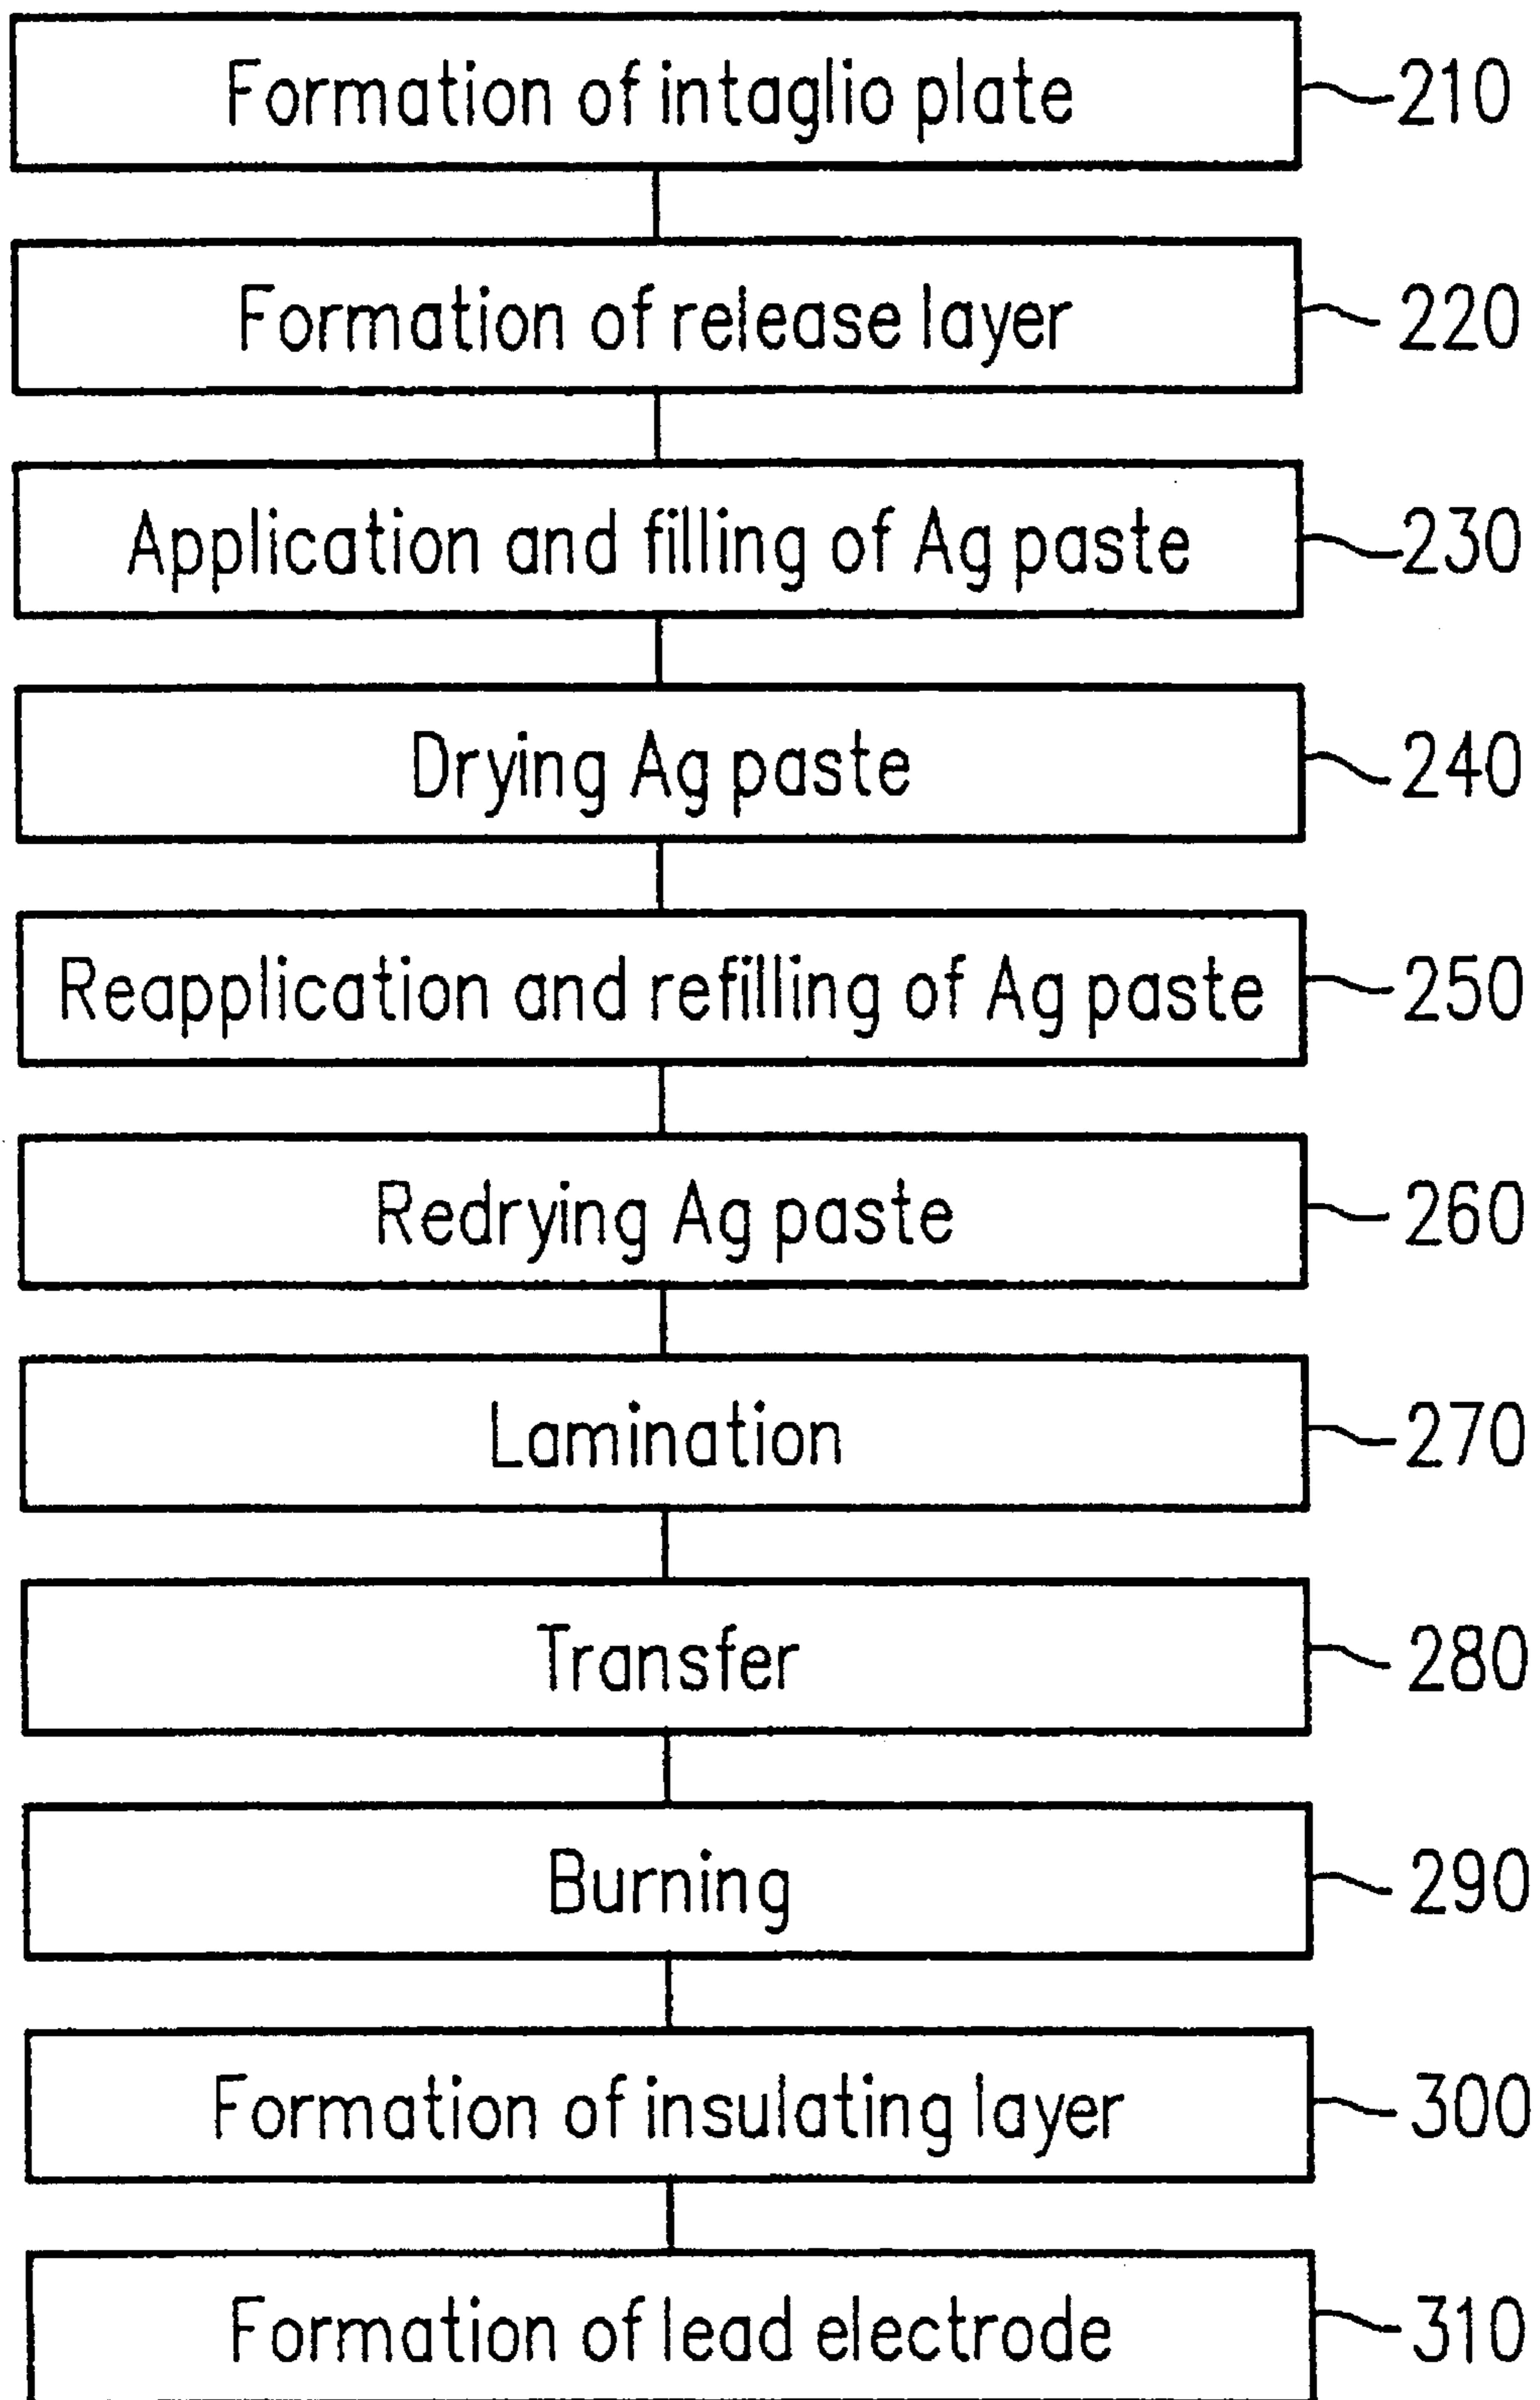 Formation of intaglio plate 210
Formation of release layer 220
Application and filling of Ag paste 230
Drying Ag paste 240
Reapplication and refilling of Ag paste 250
Redrying Ag paste 260
Lamination 270
Transfer 280
Burning 290
Formation of insulating layer 300
Formation of lead electrode 310